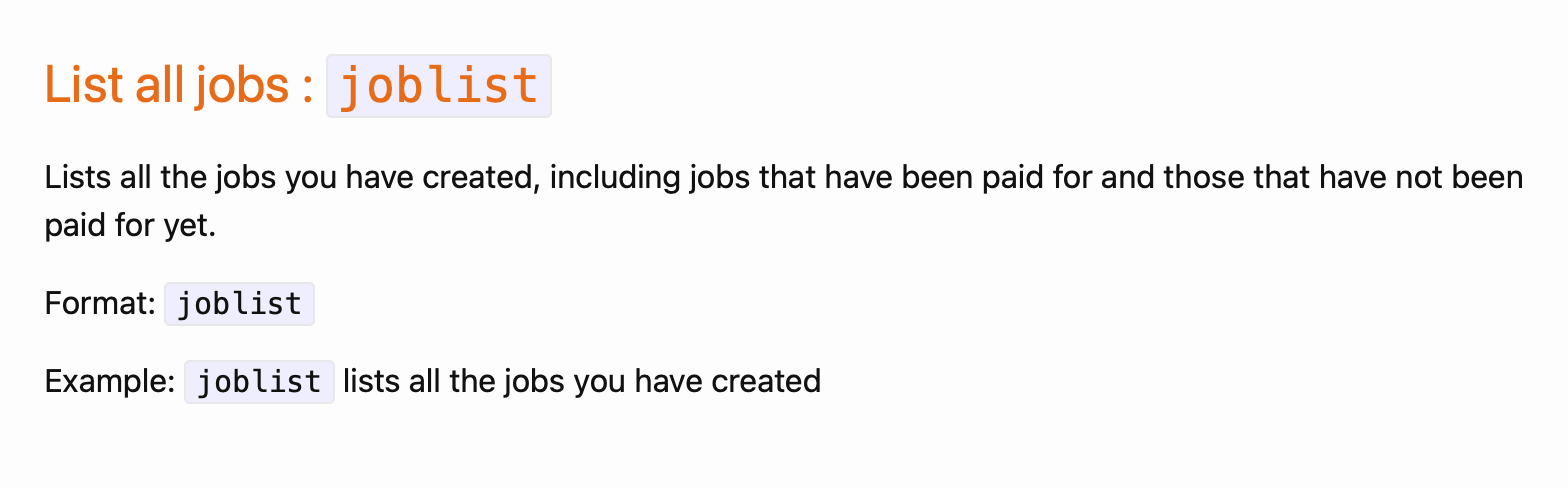 List all jobs : joblist
Lists all the jobs you have created, including jobs that have been paid for and those that have not been
paid for yet.
Format: joblist
Example: joblist lists all the jobs you have created